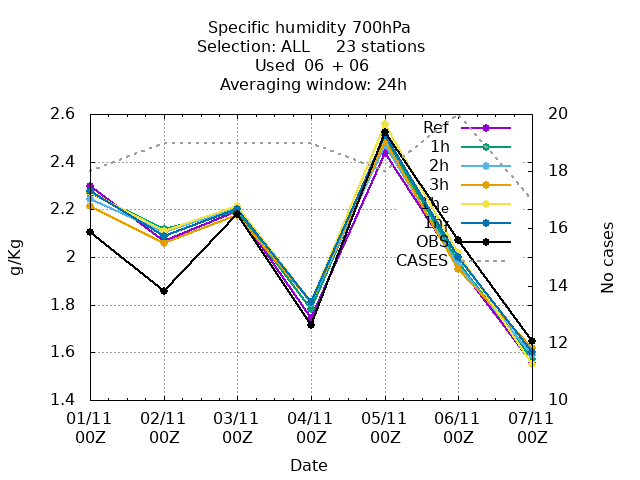 Specific humidity 700hPa
Selection: ALL 23 stations
Used 06 + 06
Averaging window: 24h
2.6
2.4
2.2
2
1.8
1.6
1.4
g/Kg
20
18
16
14
12
10
No cases
Ref
1h
2h
3h
OBS
CASES
01/11
00Z
02/11
00Z
03/11
00Z
04/11
00Z
05/11
00Z
06/11
00Z
07/11
00Z
Date